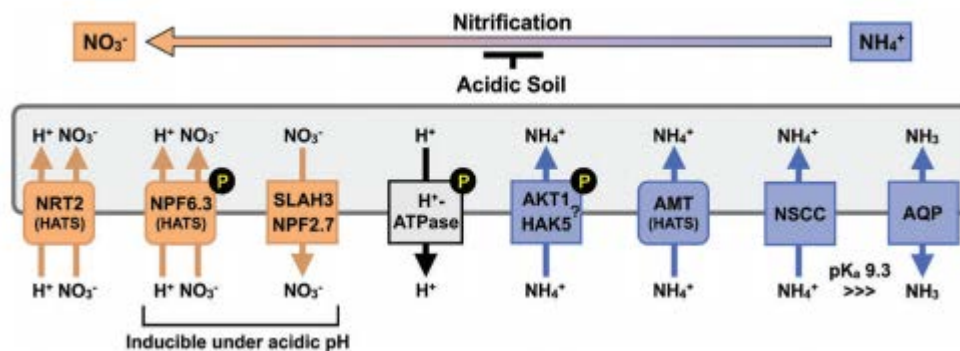 Nitrification
NO₃⁻ NH₄⁺
Acidic Soil
H⁺ NO₃⁻ H⁺ NO₃⁻ NO₃⁻ H⁺ NH₄⁺ NH₄⁺ NH₄⁺ NH₃
NRT2 (HATS)
NPF6.3 (HATS) P
SLAH3 NPF2.7
H⁺-ATPase P
AKT1 HAK5 ? P
AMT (HATS)
NSCC
AQP
H⁺ NO₃⁻ H⁺ NO₃⁻ NO₃⁻ H⁺ NH₄⁺ NH₄⁺ NH₄⁺ pKₐ 9.3 >>> NH₃
Inducible under acidic pH